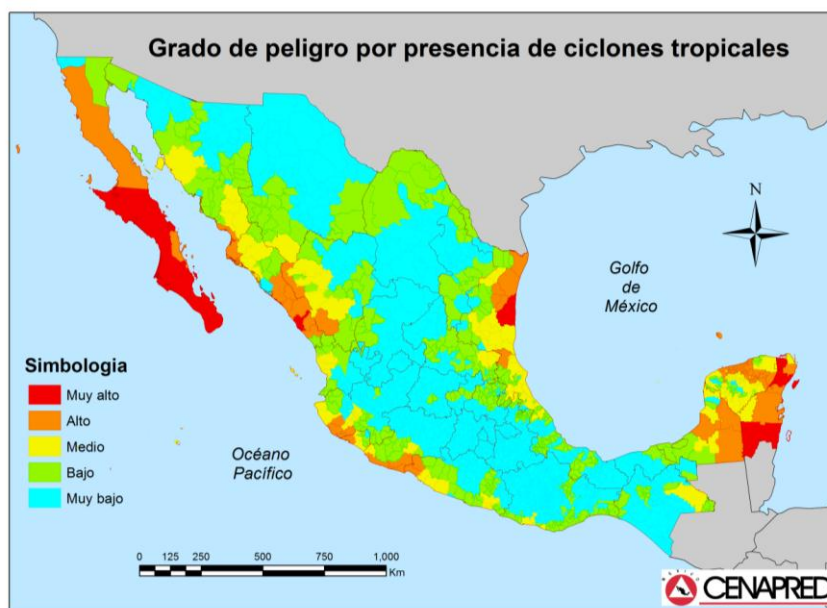 Grado de peligro por presencia de ciclones tropicales
N
Golfo
de
México
Simbologia
Muy alto
Alto
Medio
Bajo
Muy bajo
Océano
Pacífico
0 125 250 500 750 1,000
Km
CENAPRED